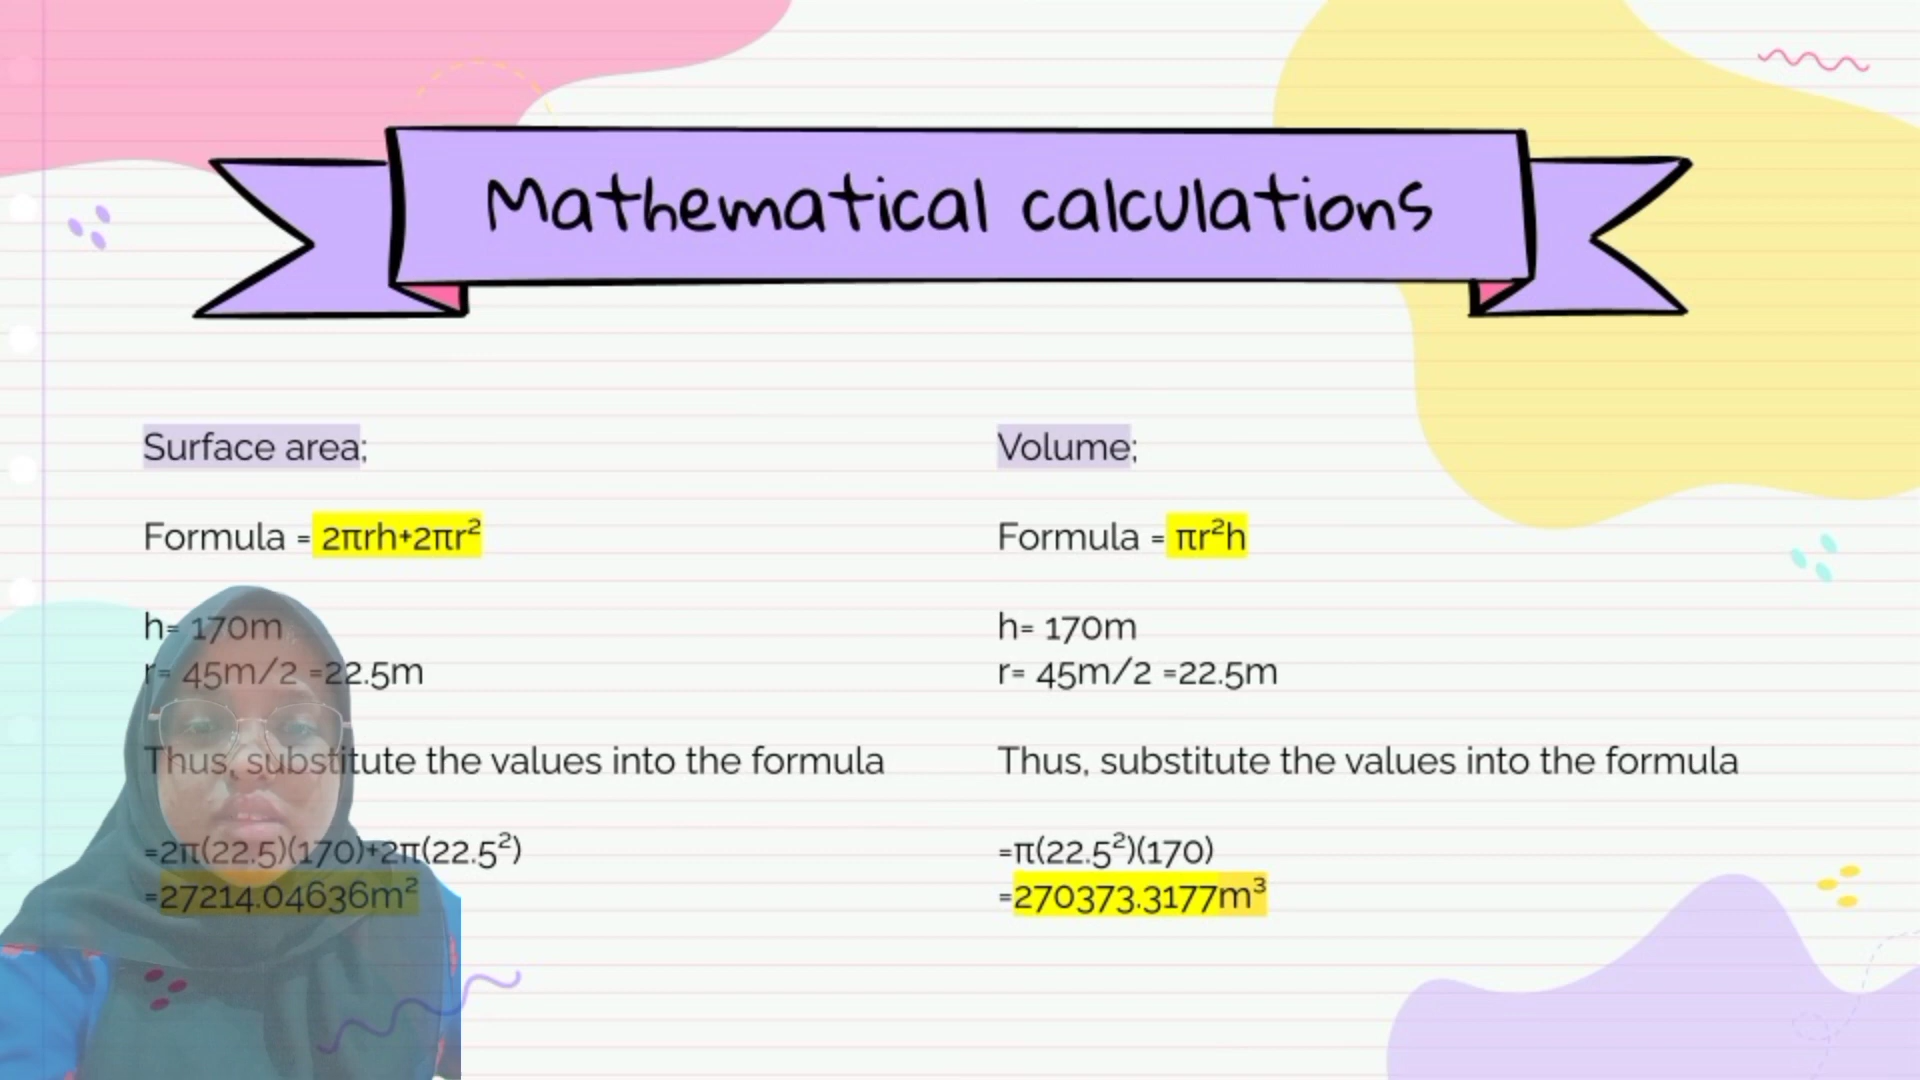 Mathematical calculations
Surface area;
Formula = 2πrh+2πr²
h= 170m
r= 45m/2 =22.5m
Thus, substitute the values into the formula
=2π(22.5)(170)+2π(22.5²)
=27214.04636m²
Volume;
Formula = πr²h
h= 170m
r= 45m/2 =22.5m
Thus, substitute the values into the formula
=π(22.5²)(170)
=270373.3177m³